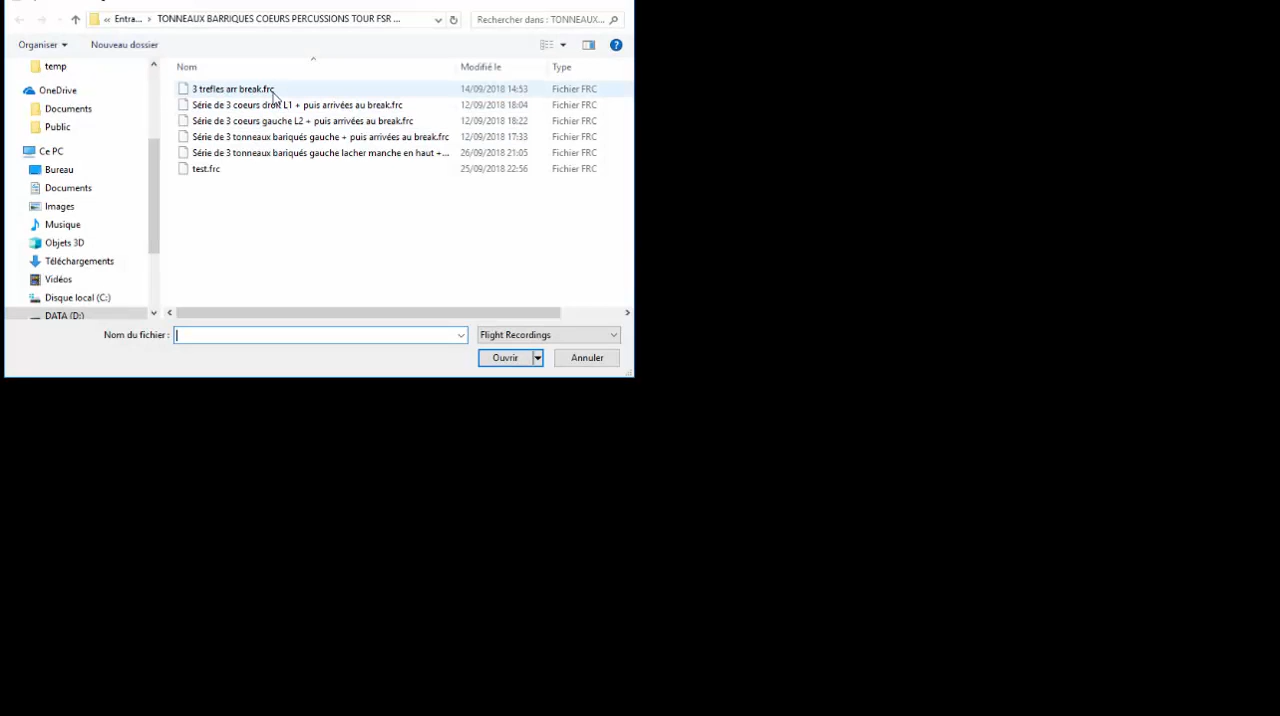 « Entra... > TONNEAUX BARRIQUES COEURS PERCUSSIONS TOUR FSR ...
Rechercher dans : TONNEAUX...
Organiser
Nouveau dossier
temp
OneDrive
Documents
Public
Ce PC
Bureau
Documents
Images
Musique
Objets 3D
Téléchargements
Vidéos
Disque local (C:)
DATA (D:)
Nom Modifié le Type
3 trefles arr break.frc 14/09/2018 14:53 Fichier FRC
Série de 3 coeurs droit L1 + puis arrivées au break.frc 12/09/2018 18:04 Fichier FRC
Série de 3 coeurs gauche L2 + puis arrivées au break.frc 12/09/2018 18:22 Fichier FRC
Série de 3 tonneaux bariqués gauche + puis arrivées au break.frc 12/09/2018 17:33 Fichier FRC
Série de 3 tonneaux bariqués gauche lacher manche en haut +... 26/09/2018 21:05 Fichier FRC
test.frc 25/09/2018 22:56 Fichier FRC
Nom du fichier :
Flight Recordings
Ouvrir
Annuler